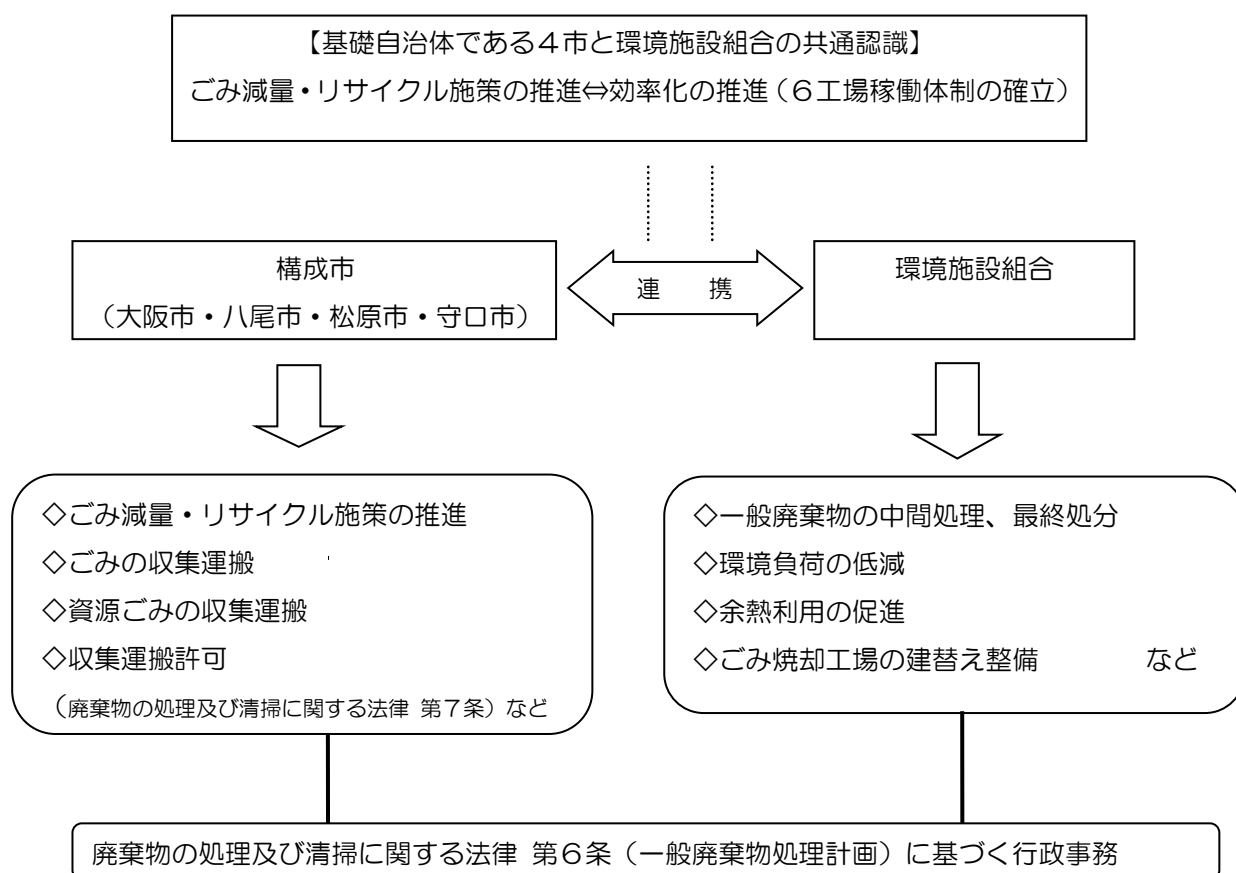 【基礎自治体である4市と環境施設組合の共通認識】
ごみ減量・リサイクル施策の推進⇔効率化の推進（6工場稼働体制の確立）
構成市
（大阪市・八尾市・松原市・守口市）
連　携
環境施設組合
◇ごみ減量・リサイクル施策の推進
◇ごみの収集運搬
◇資源ごみの収集運搬
◇収集運搬許可
（廃棄物の処理及び清掃に関する法律 第7条）など
◇一般廃棄物の中間処理、最終処分
◇環境負荷の低減
◇余熱利用の促進
◇ごみ焼却工場の建替え整備　　　など
廃棄物の処理及び清掃に関する法律 第6条（一般廃棄物処理計画）に基づく行政事務